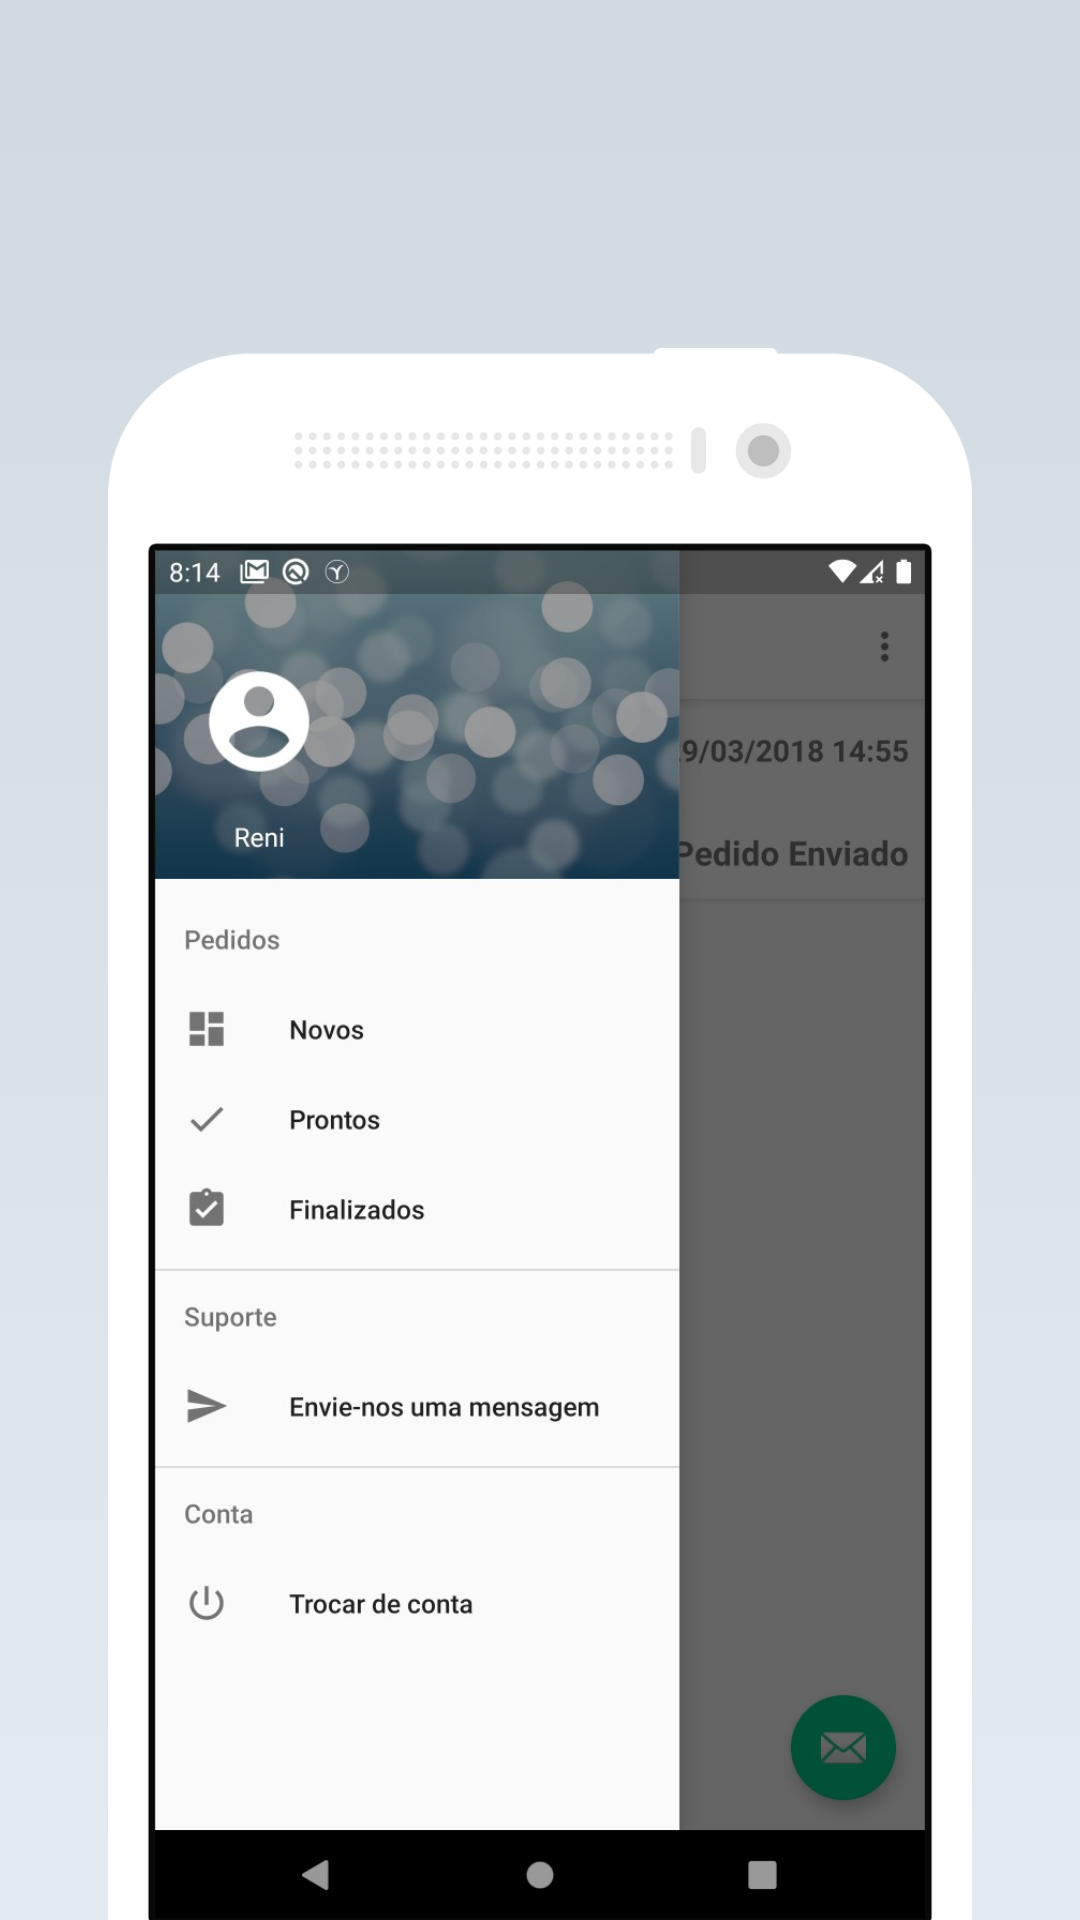 8:14
9/03/2018 14:55
Pedido Enviado
Reni
Pedidos
Novos
Prontos
Finalizados
Suporte
Envie-nos uma mensagem
Conta
Trocar de conta